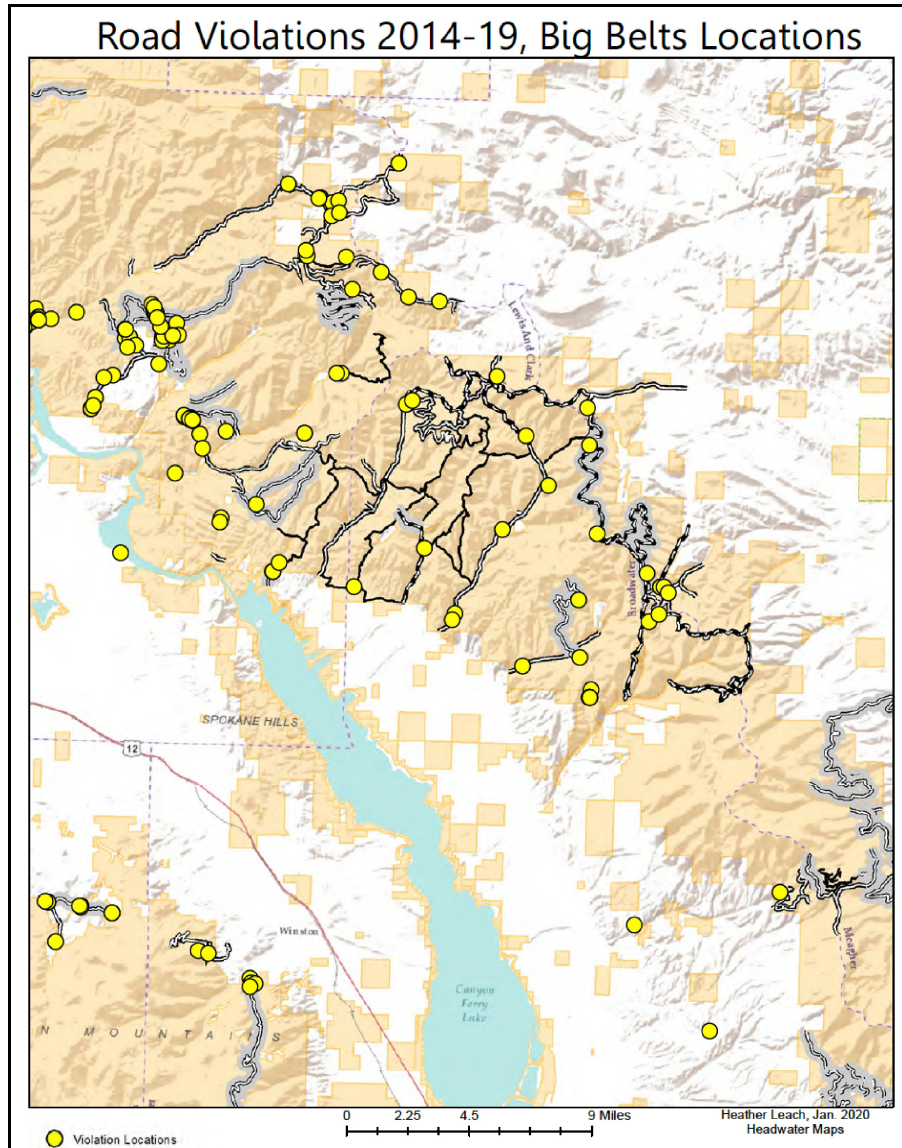 Road Violations 2014-19, Big Belts Locations
Lewis And Clark
Broadwater
SPOKANE HILLS
12
Winston
Meagher
Canyon
Ferry
Lake
N MOUNTAINS
0 2.25 4.5 9 Miles
Heather Leach, Jan. 2020
Headwater Maps
Violation Locations